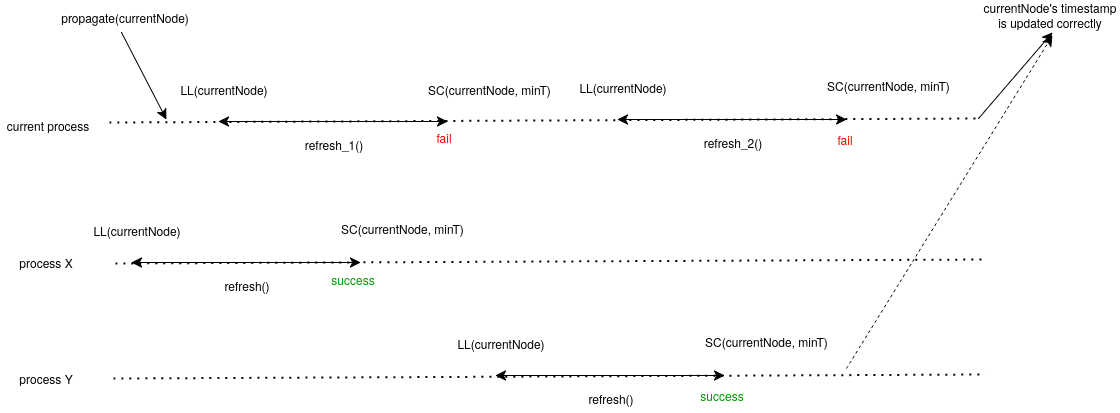 propagate(currentNode)
currentNode's timestamp
is updated correctly
LL(currentNode)
SC(currentNode, minT)
LL(currentNode)
SC(currentNode, minT)
current process
refresh_1()
fail
refresh_2()
fail
LL(currentNode)
SC(currentNode, minT)
process X
refresh()
success
LL(currentNode)
SC(currentNode, minT)
process Y
refresh()
success